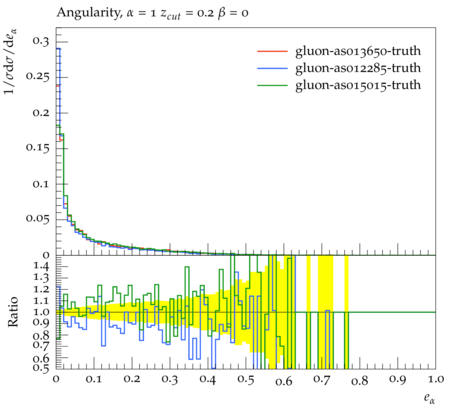 Angularity, α = 1 z_cut = 0.2 β = 0
1/σdσ/de_α
0.3
0.25
0.2
0.15
0.1
0.05
0
gluon-as013650-truth
gluon-as012285-truth
gluon-as015015-truth
Ratio
1.4
1.3
1.2
1.1
1.0
0.9
0.8
0.7
0.6
0.5
0 0.1 0.2 0.3 0.4 0.5 0.6 0.7 0.8 0.9 1.0
e_α